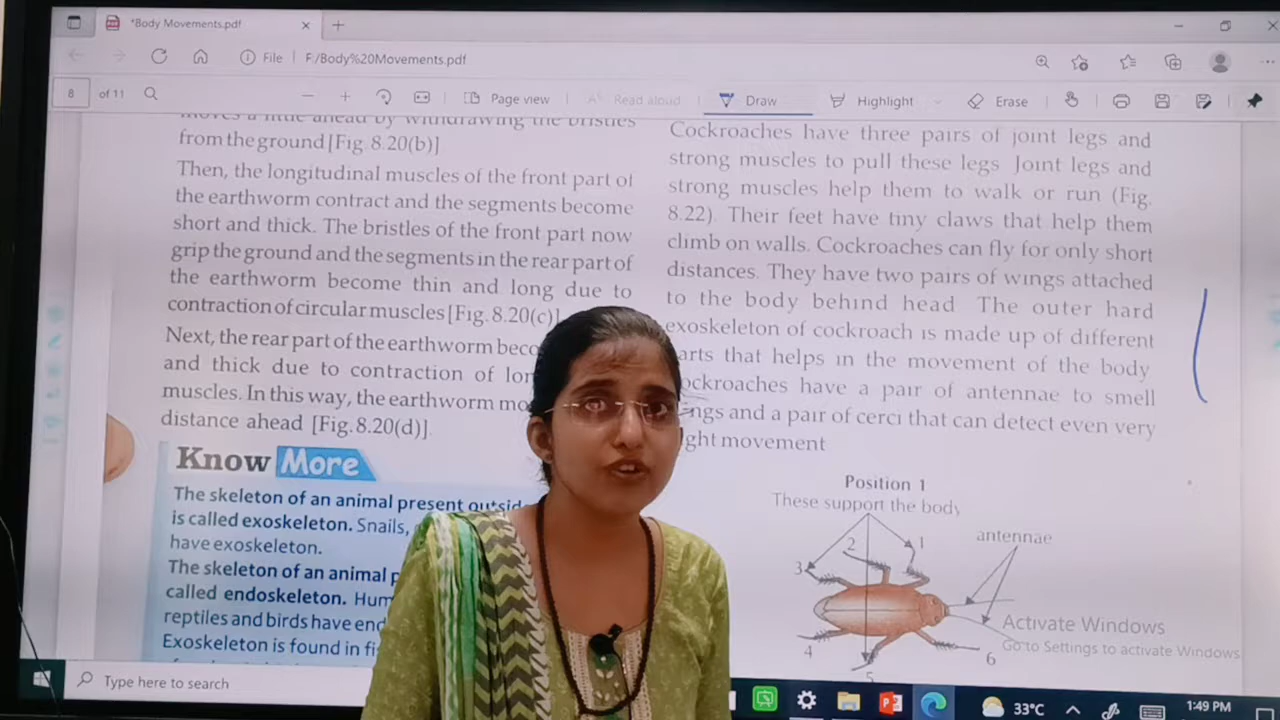 *Body Movements.pdf
File F:/Body%20Movements.pdf
8 of 11 Page view Read aloud Draw Highlight Erase
moves a little ahead by withdrawing the bristles
from the ground [Fig. 8.20(b)]
Then, the longitudinal muscles of the front part of
the earthworm contract and the segments become
short and thick. The bristles of the front part now
grip the ground and the segments in the rear part of
the earthworm become thin and long due to
contraction of circular muscles [Fig. 8.20(c)]
Next, the rear part of the earthworm
and thick due to contraction of
muscles. In this way, the earthworm
distance ahead [Fig. 8.20(d)]
Know More
The skeleton of an animal present outside
is called exoskeleton. Snails,
have exoskeleton.
The skeleton of an animal
called endoskeleton.
reptiles and birds have
Exoskeleton is found in
Cockroaches have three pairs of joint legs and
strong muscles to pull these legs Joint legs and
strong muscles help them to walk or run (Fig.
8.22). Their feet have tiny claws that help them
climb on walls. Cockroaches can fly for only short
distances. They have two pairs of wings attached
to the body behind head The outer hard
exoskeleton of cockroach is made up of different
arts that helps in the movement of the body
ockroaches have a pair of antennae to smell
ngs and a pair of cerci that can detect even very
ght movement
Position 1
These support the body
antennae
1
2
3
4
5
6
Activate Windows
Go to Settings to activate Windows
Type here to search
33°C
1:49 PM